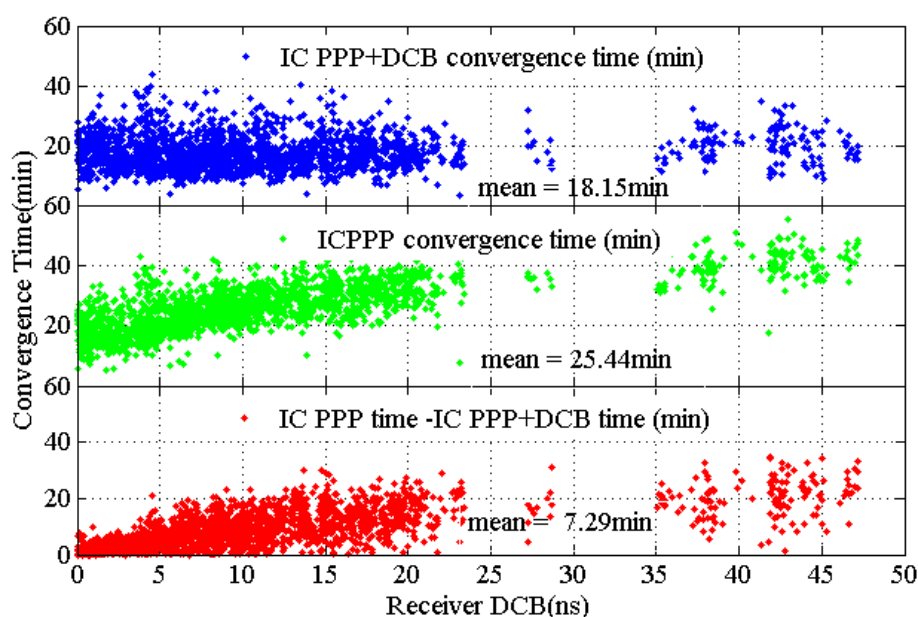 60
IC PPP+DCB convergence time (min)
40
20
mean = 18.15min
60
ICPPP convergence time (min)
40
20
mean = 25.44min
60
IC PPP time -IC PPP+DCB time (min)
40
20
mean = 7.29min
0
0 5 10 15 20 25 30 35 40 45 50
Receiver DCB(ns)
Convergence Time(min)